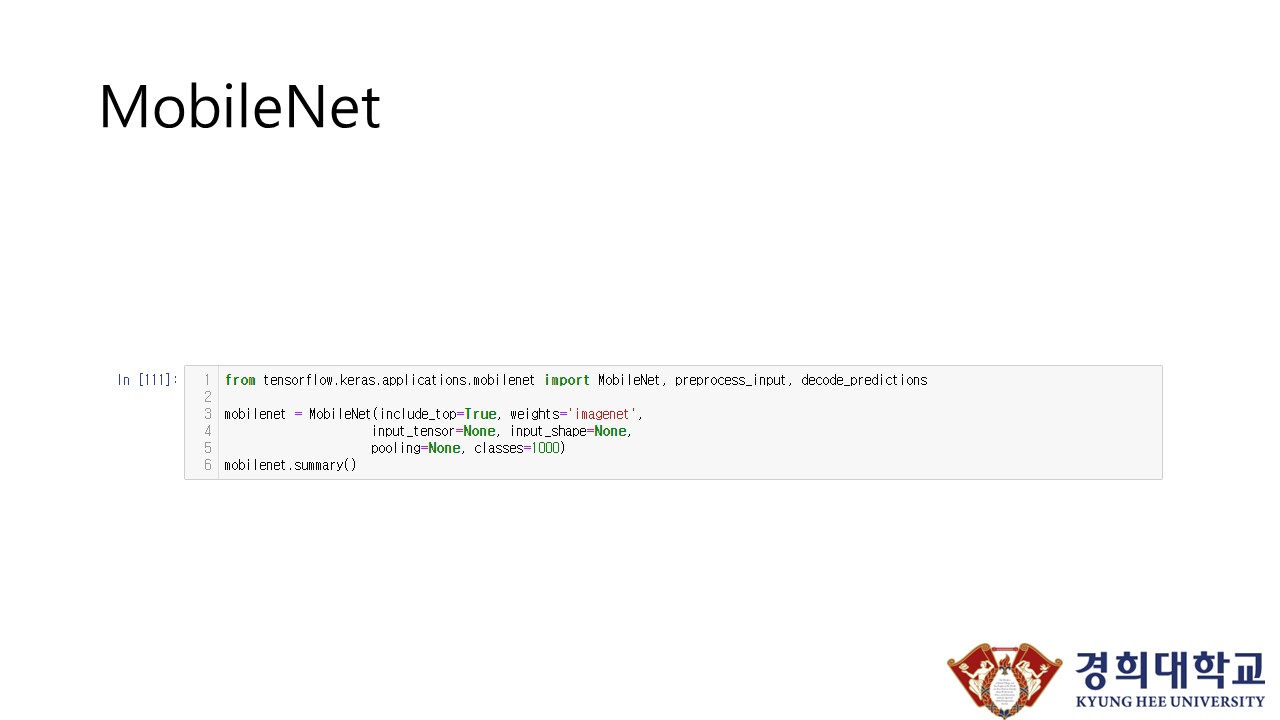 MobileNet
In [111]:
1 from tensorflow.keras.applications.mobilenet import MobileNet, preprocess_input, decode_predictions
2
3 mobilenet = MobileNet(include_top=True, weights='imagenet',
4 input_tensor=None, input_shape=None,
5 pooling=None, classes=1000)
6 mobilenet.summary()
경희대학교
KYUNG HEE UNIVERSITY